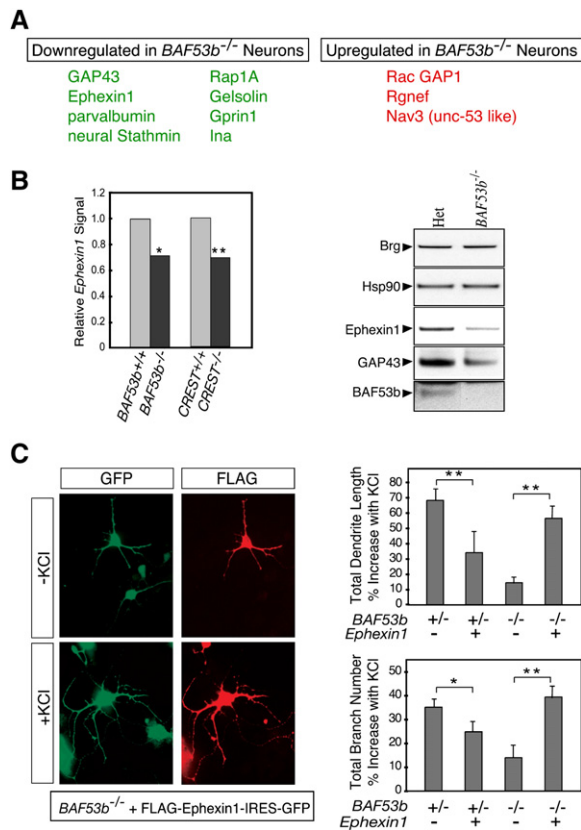 A
Downregulated in BAF53b-/- Neurons
Upregulated in BAF53b-/- Neurons
GAP43
Ephexin1
parvalbumin
neural Stathmin
Rap1A
Gelsolin
Gprin1
Ina
Rac GAP1
Rgnef
Nav3 (unc-53 like)
B
Relative Ephexin1 Signal
1.2
1.0
0.8
0.6
0.4
0.2
0
*
**
BAF53b+/+
BAF53b-/-
CREST+/+
CREST-/-
Het
BAF53b-/-
Brg
Hsp90
Ephexin1
GAP43
BAF53b
C
GFP
FLAG
-KCl
+KCl
BAF53b-/- + FLAG-Ephexin1-IRES-GFP
Total Dendrite Length
% Increase with KCl
80
70
60
50
40
30
20
10
0
**
**
BAF53b +/- +/- -/- -/-
Ephexin1 - + - +
Total Branch Number
% Increase with KCl
40
30
20
10
0
*
**
BAF53b +/- +/- -/- -/-
Ephexin1 - + - +